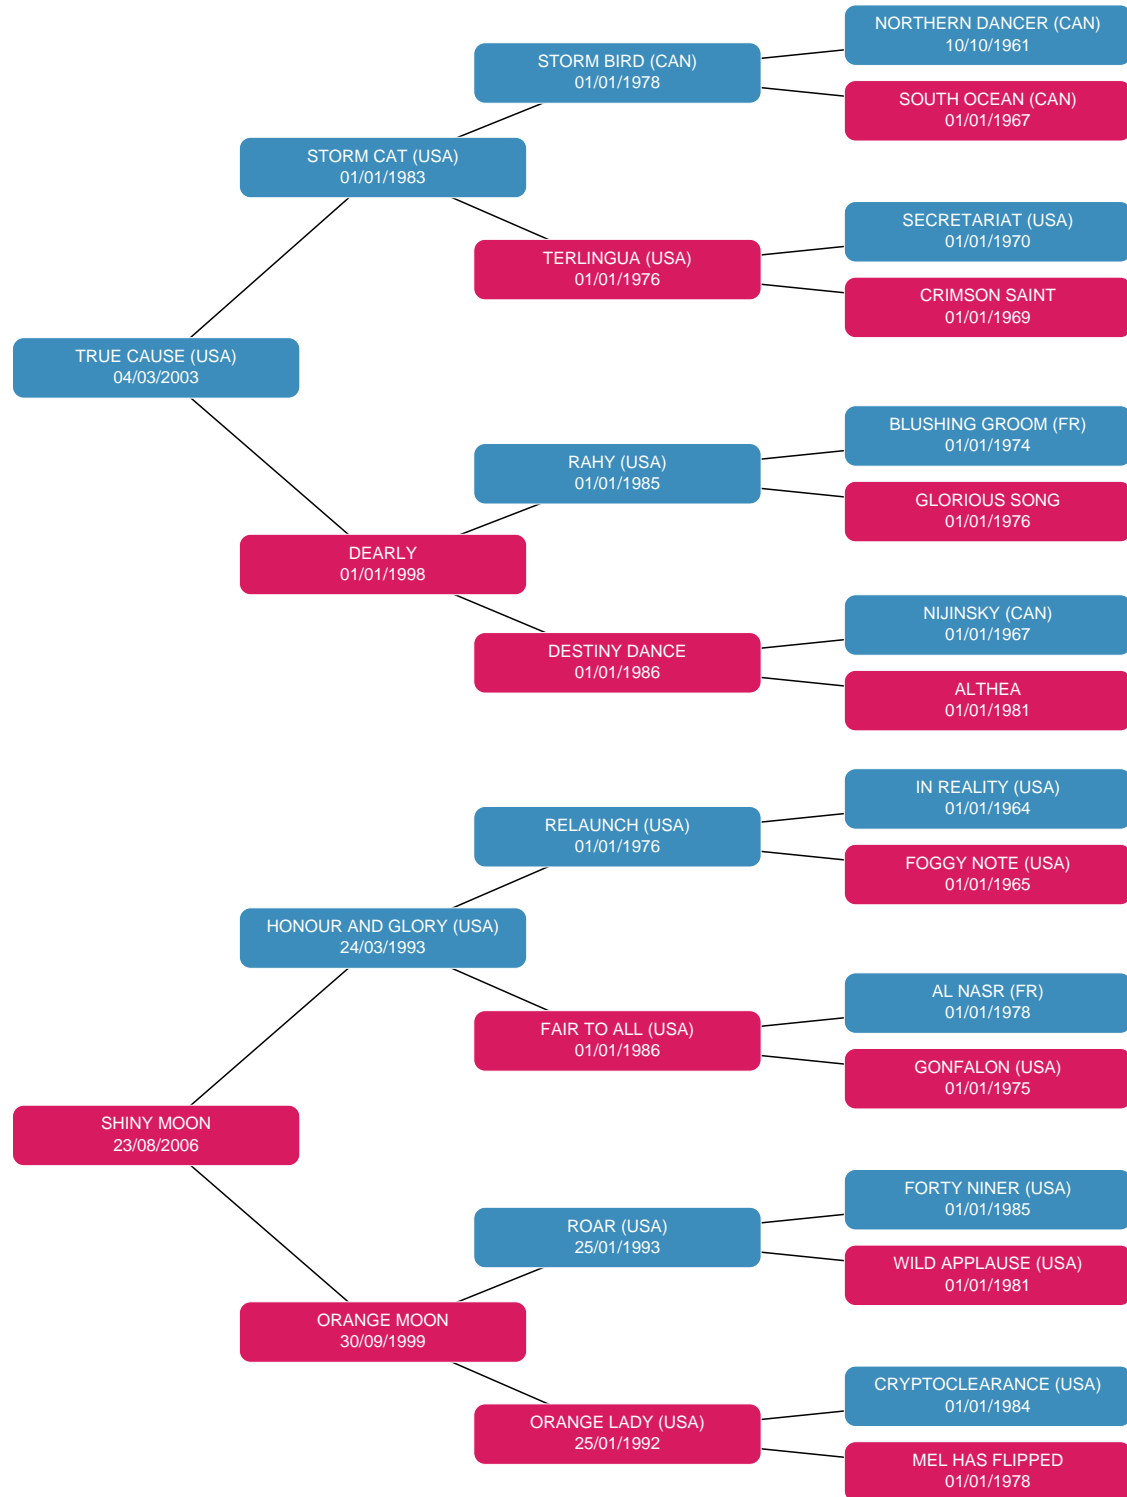 NORTHERN DANCER (CAN)
10/10/1961
STORM BIRD (CAN)
01/01/1978
SOUTH OCEAN (CAN)
01/01/1967
STORM CAT (USA)
01/01/1983
SECRETARIAT (USA)
01/01/1970
TERLINGUA (USA)
01/01/1976
CRIMSON SAINT
01/01/1969
TRUE CAUSE (USA)
04/03/2003
BLUSHING GROOM (FR)
01/01/1974
RAHY (USA)
01/01/1985
GLORIOUS SONG
01/01/1976
DEARLY
01/01/1998
NIJINSKY (CAN)
01/01/1967
DESTINY DANCE
01/01/1986
ALTHEA
01/01/1981
IN REALITY (USA)
01/01/1964
RELAUNCH (USA)
01/01/1976
FOGGY NOTE (USA)
01/01/1965
HONOUR AND GLORY (USA)
24/03/1993
AL NASR (FR)
01/01/1978
FAIR TO ALL (USA)
01/01/1986
GONFALON (USA)
01/01/1975
SHINY MOON
23/08/2006
FORTY NINER (USA)
01/01/1985
ROAR (USA)
25/01/1993
WILD APPLAUSE (USA)
01/01/1981
ORANGE MOON
30/09/1999
CRYPTOCLEARANCE (USA)
01/01/1984
ORANGE LADY (USA)
25/01/1992
MEL HAS FLIPPED
01/01/1978